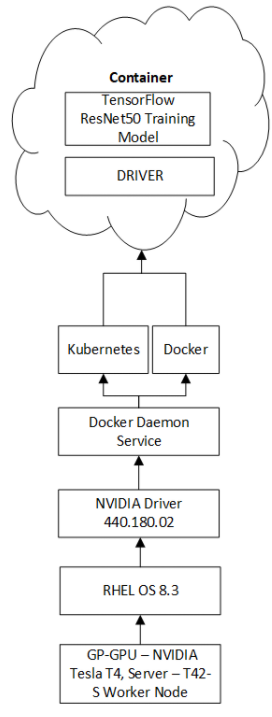 Container
TensorFlow
ResNet50 Training
Model
DRIVER
Kubernetes
Docker
Docker Daemon
Service
NVIDIA Driver
440.180.02
RHEL OS 8.3
GP-GPU – NVIDIA
Tesla T4, Server – T42-
S Worker Node